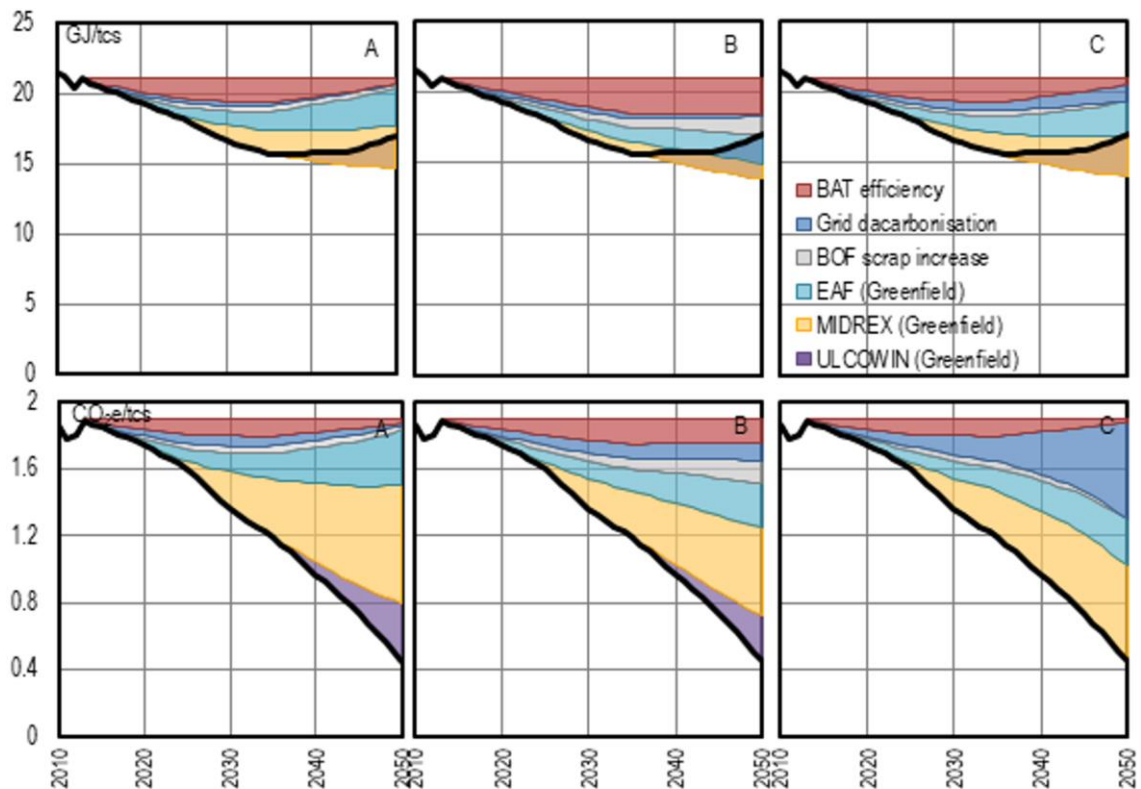 25
GJ/tcs
A
B
C
20
15
10
5
0
BAT efficiency
Grid dacarbonisation
BOF scrap increase
EAF (Greenfield)
MIDREX (Greenfield)
ULCOWIN (Greenfield)
2
CO₂e/tcs
A
B
C
1.6
1.2
0.8
0.4
0
2010
2020
2030
2040
2050
2010
2020
2030
2040
2050
2010
2020
2030
2040
2050